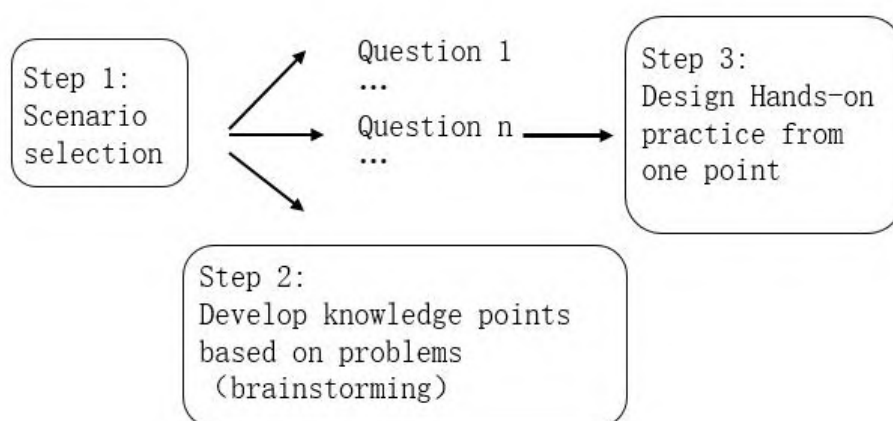 Step 1:
Scenario
selection
Question 1
…
Question n
…
Step 2:
Develop knowledge points
based on problems
（brainstorming）
Step 3:
Design Hands-on
practice from
one point